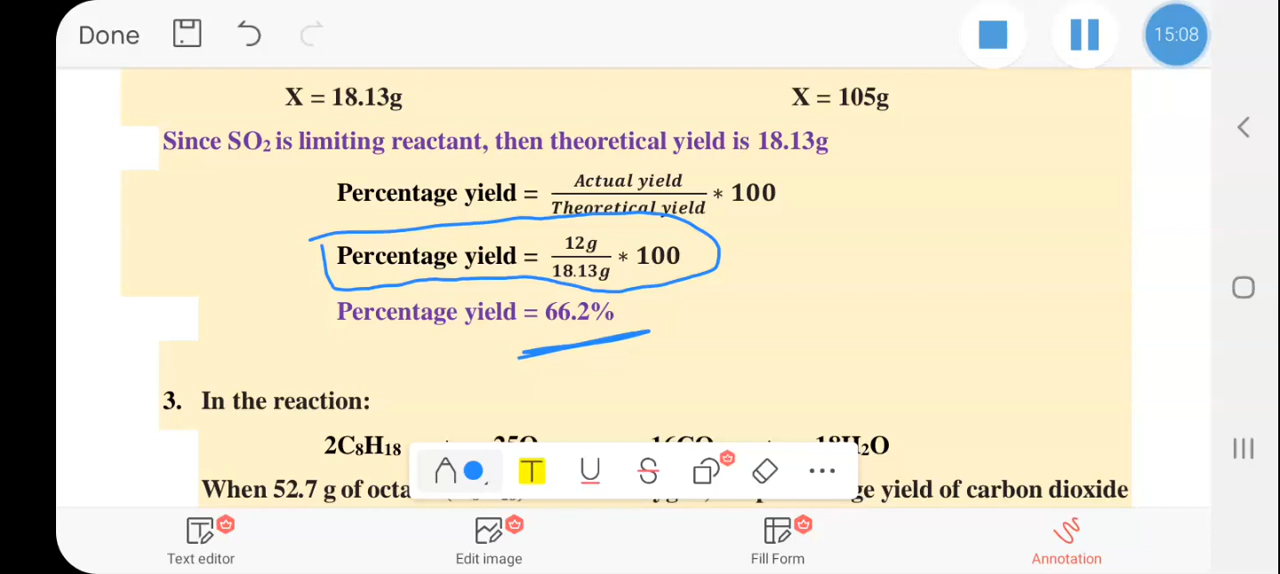 Done
15:08
X = 18.13g X = 105g
Since SO₂ is limiting reactant, then theoretical yield is 18.13g
Percentage yield = Actual yield / Theoretical yield * 100
Percentage yield = 12g / 18.13g * 100
Percentage yield = 66.2%
3. In the reaction:
2C₈H₁₈ 18H₂O
When 52.7 g of yield of carbon dioxide
T U S
Text editor Edit image Fill Form Annotation